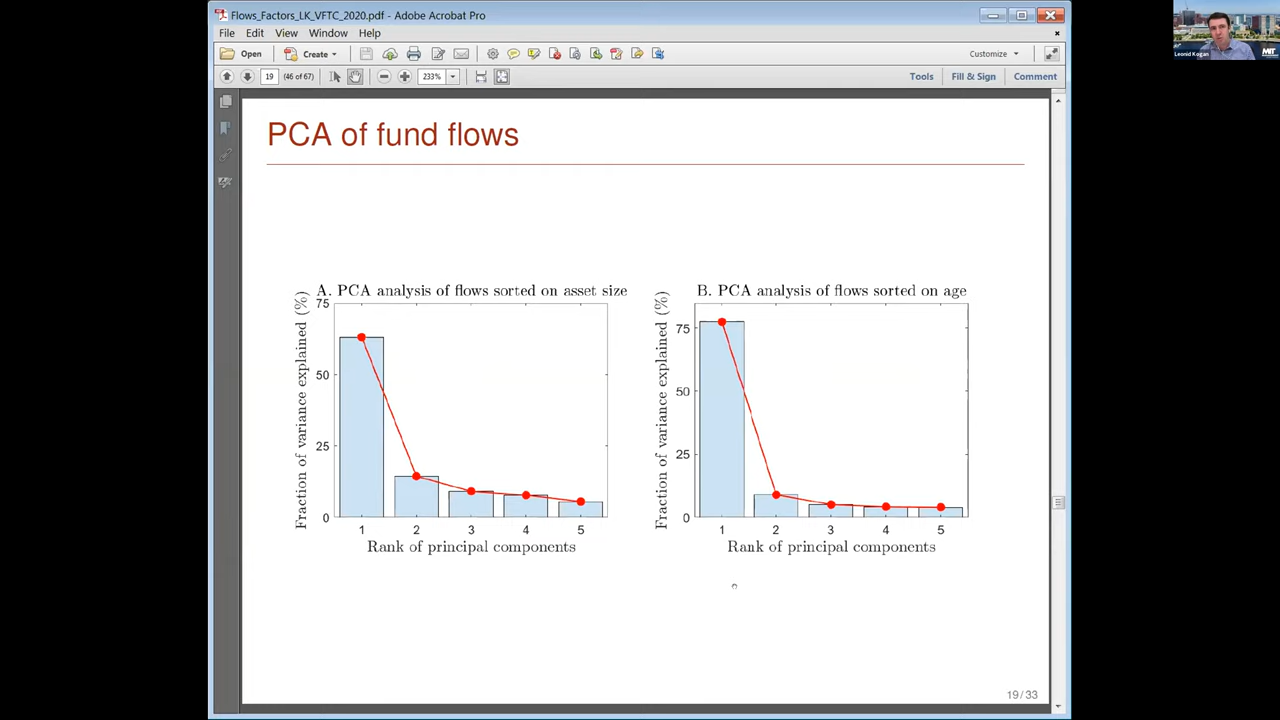 Flows_Factors_LK_VFTC_2020.pdf - Adobe Acrobat Pro
File Edit View Window Help
Open Create Customize
19 (46 of 67) 233% Tools Fill & Sign Comment
PCA of fund flows
A. PCA analysis of flows sorted on asset size
Fraction of variance explained (%)
75
50
25
0
1 2 3 4 5
Rank of principal components
B. PCA analysis of flows sorted on age
Fraction of variance explained (%)
75
50
25
0
1 2 3 4 5
Rank of principal components
19 / 33
Leonid Kogan
MIT